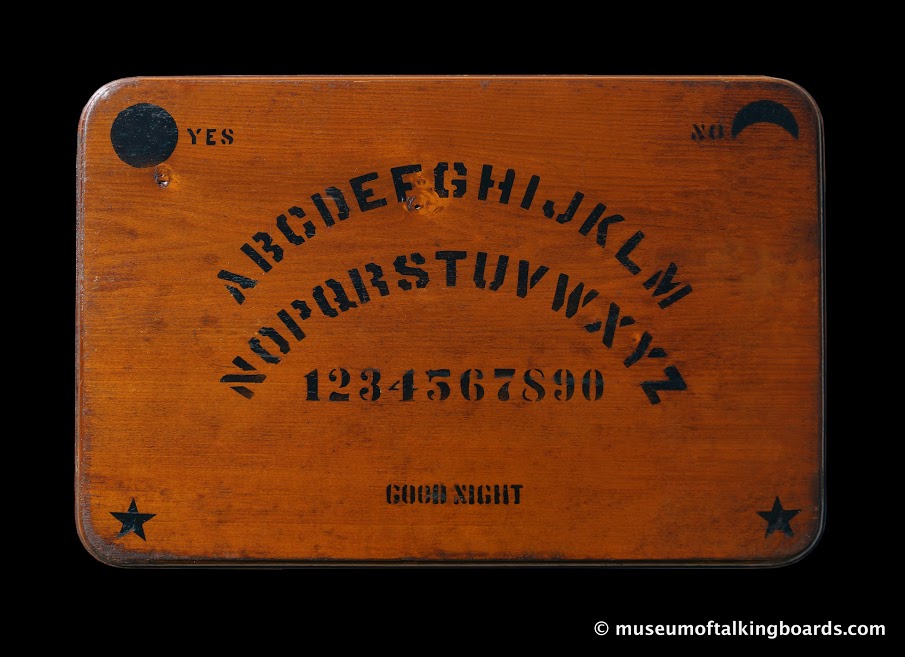 YES NO
ABCDEFGHIJKLM
NOPQRSTUVWXYZ
1234567890
GOOD NIGHT
© museumoftalkingboards.com